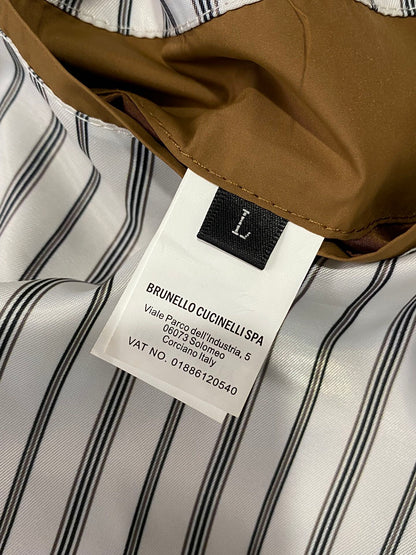 L
BRUNELLO CUCINELLI SPA
Viale Parco dell'Industria, 5
06073 Solomeo
Corciano Italy
VAT NO. 01886120540